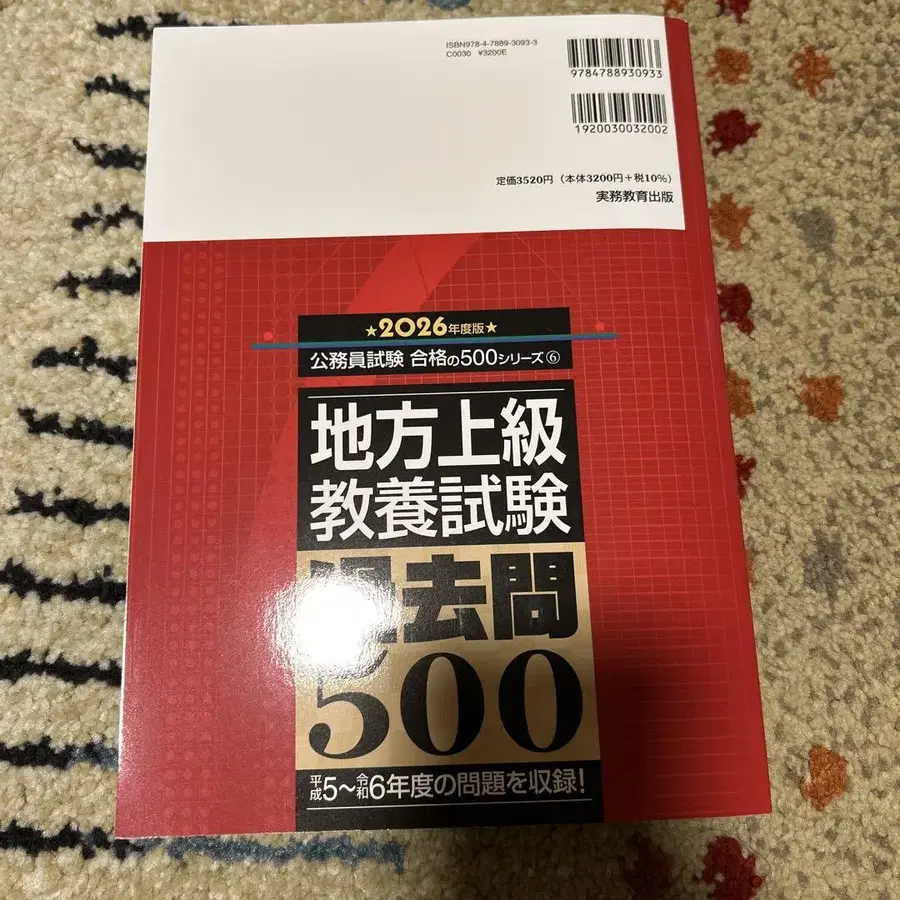 ISBN978-4-7889-3093-3
C0030 ¥3200E
9784788930933
1920030032002
定価3520円（本体3200円＋税10%）
実務教育出版
★2026年度版★
公務員試験 合格の500シリーズ⑥
地方上級
教養試験
過去問
500
平成5〜令和6年度の問題を収録！